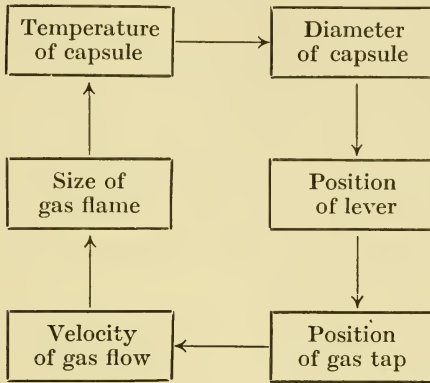 Temperature
of capsule
Diameter
of capsule
Size of
gas flame
Position
of lever
Velocity
of gas flow
Position
of gas tap